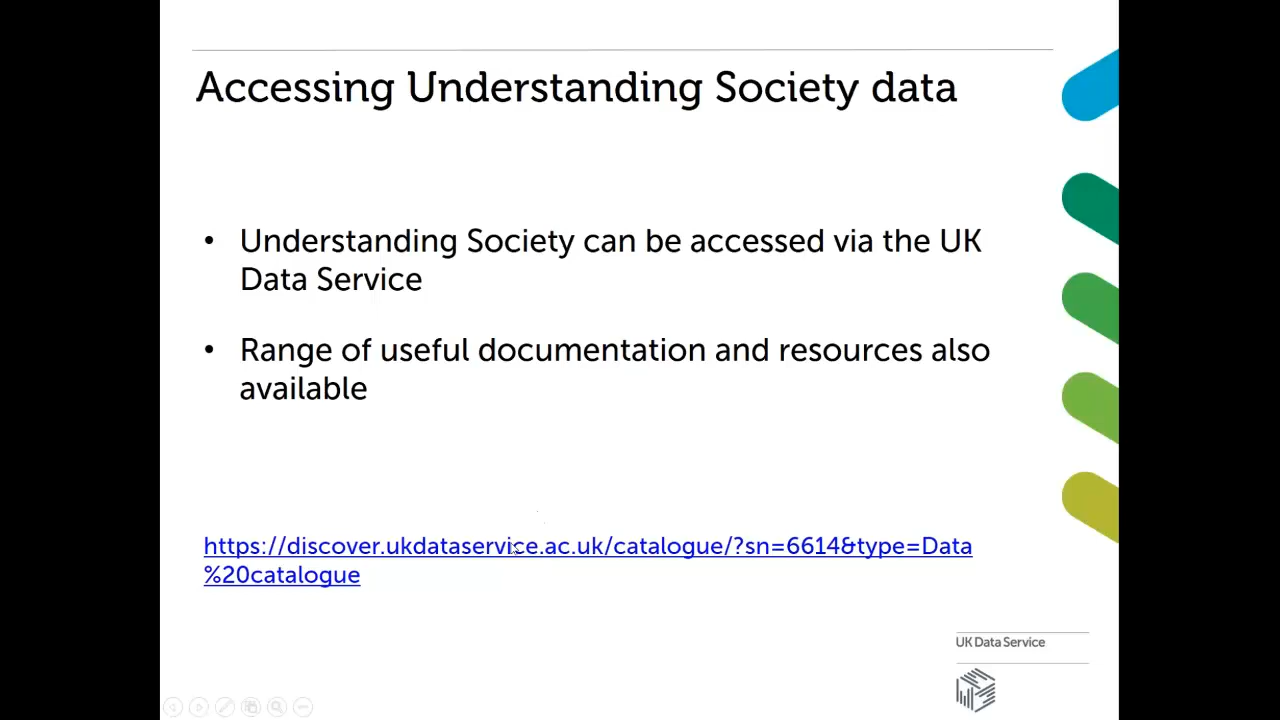 Accessing Understanding Society data
• Understanding Society can be accessed via the UK
Data Service
• Range of useful documentation and resources also
available
https://discover.ukdataservice.ac.uk/catalogue/?sn=6614&type=Data
%20catalogue
UK Data Service